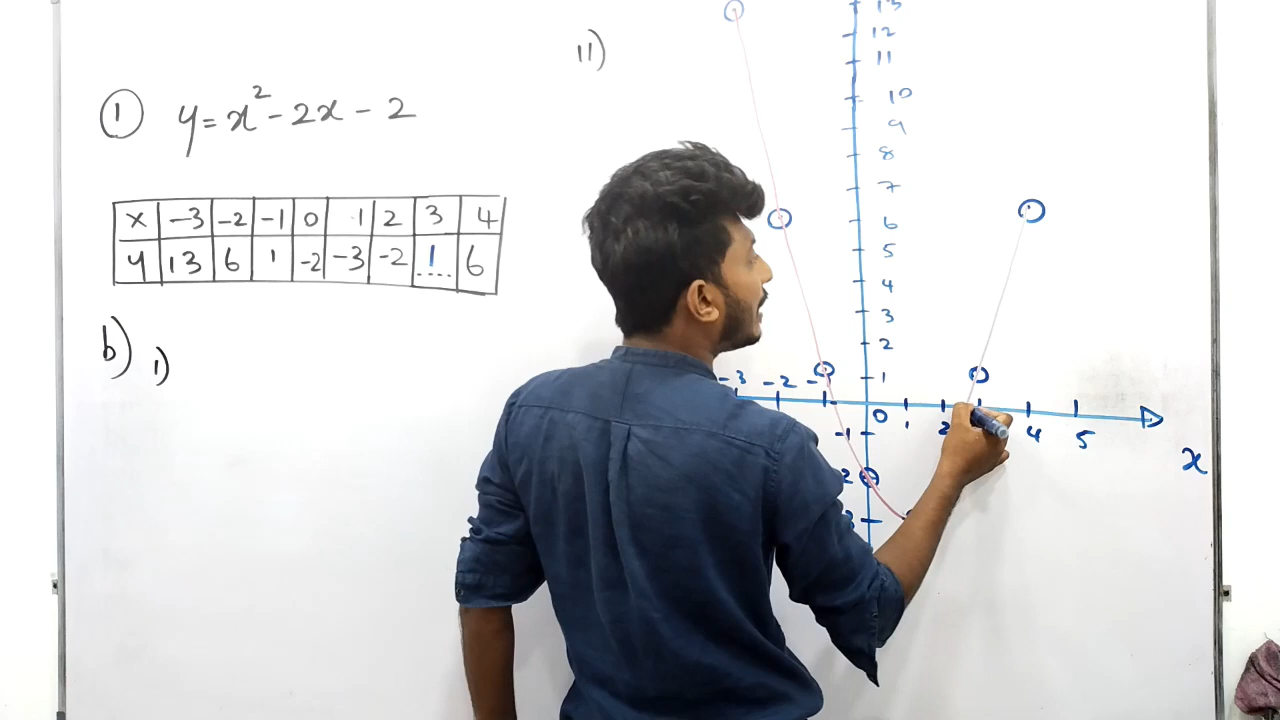 ① y = x² - 2x - 2
x -3 -2 -1 0 1 2 3 4
y 13 6 1 -2 -3 -2 1 6
b) i)
ii)
13
12
11
10
9
8
7
6
5
4
3
2
1
-3 -2 0 1 2 4 5
-1
x